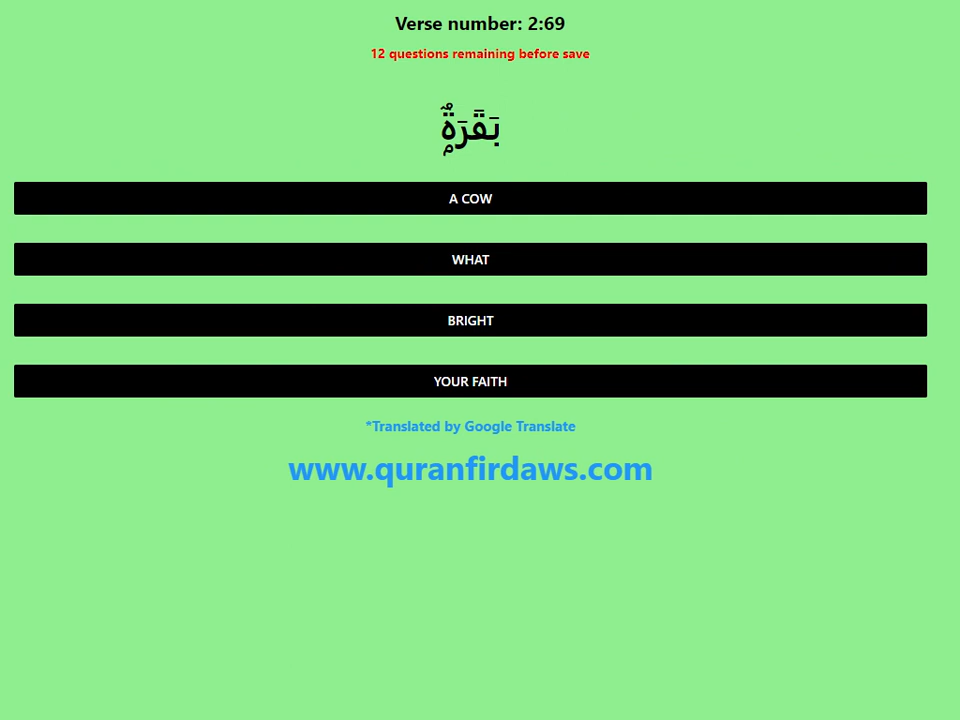 Verse number: 2:69
12 questions remaining before save
بَقَرَةٌۭ
A COW
WHAT
BRIGHT
YOUR FAITH
*Translated by Google Translate
www.quranfirdaws.com